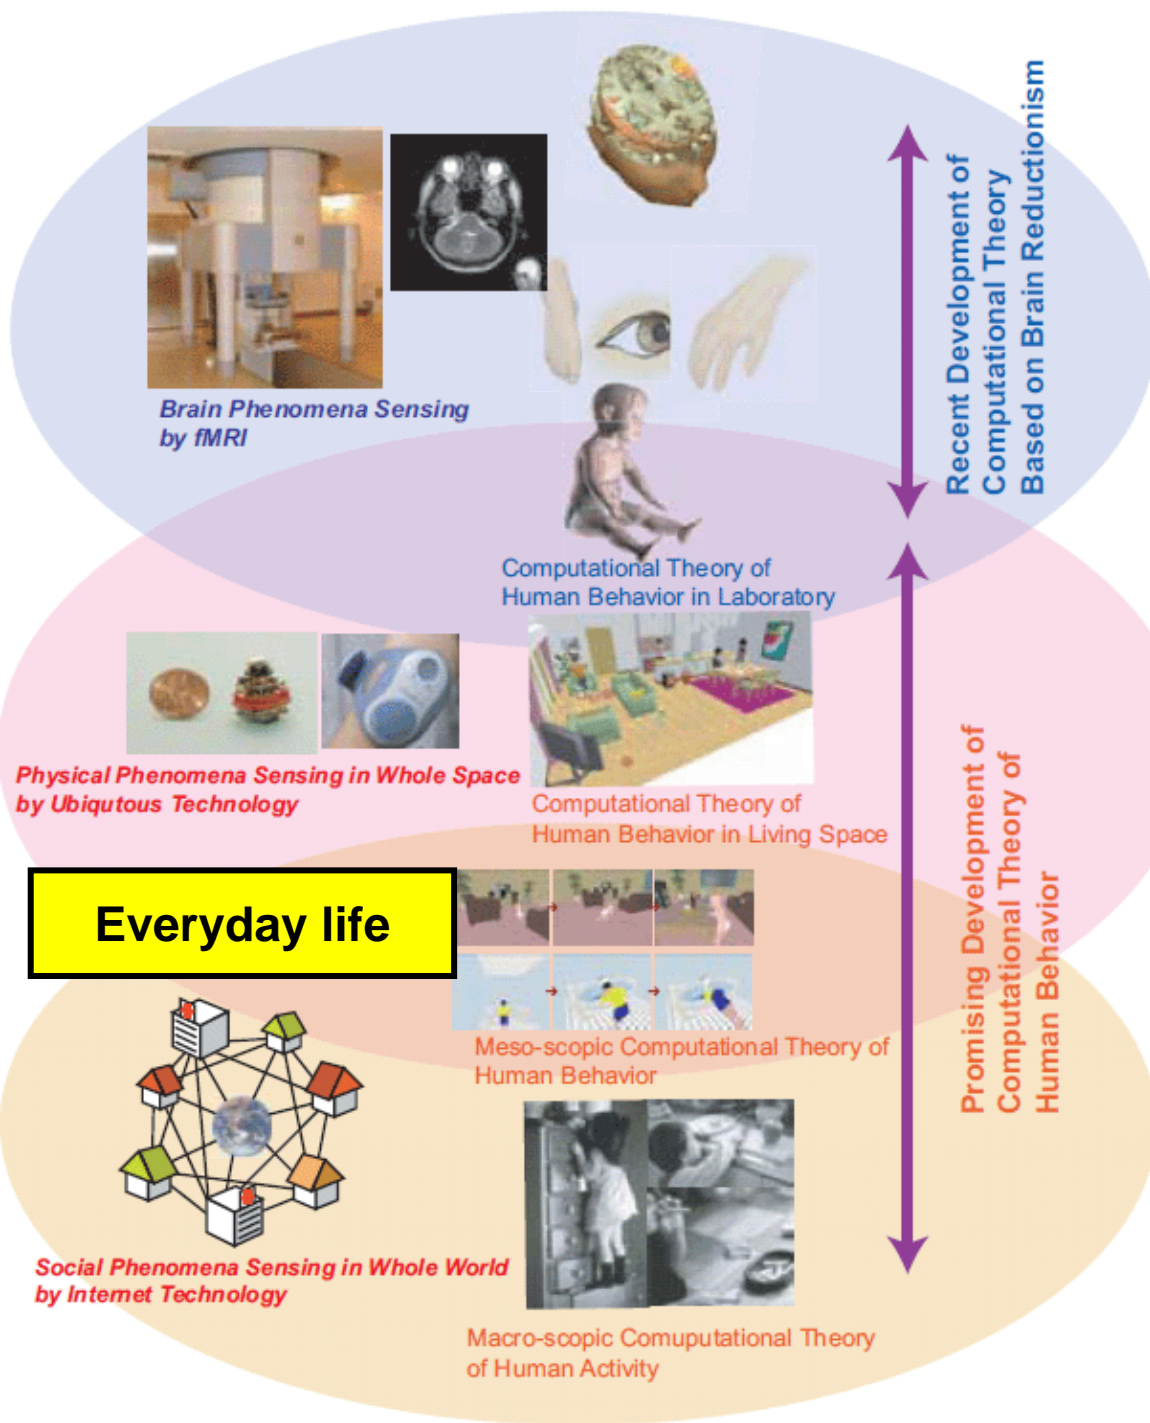 Recent Development of
Computational Theory
Based on Brain Reductionism
Brain Phenomena Sensing
by fMRI
Computational Theory of
Human Behavior in Laboratory
Physical Phenomena Sensing in Whole Space
by Ubiqutous Technology
Computational Theory of
Human Behavior in Living Space
Promising Development of
Computational Theory of
Human Behavior
Everyday life
Meso-scopic Computational Theory of
Human Behavior
Social Phenomena Sensing in Whole World
by Internet Technology
Macro-scopic Comuputational Theory
of Human Activity